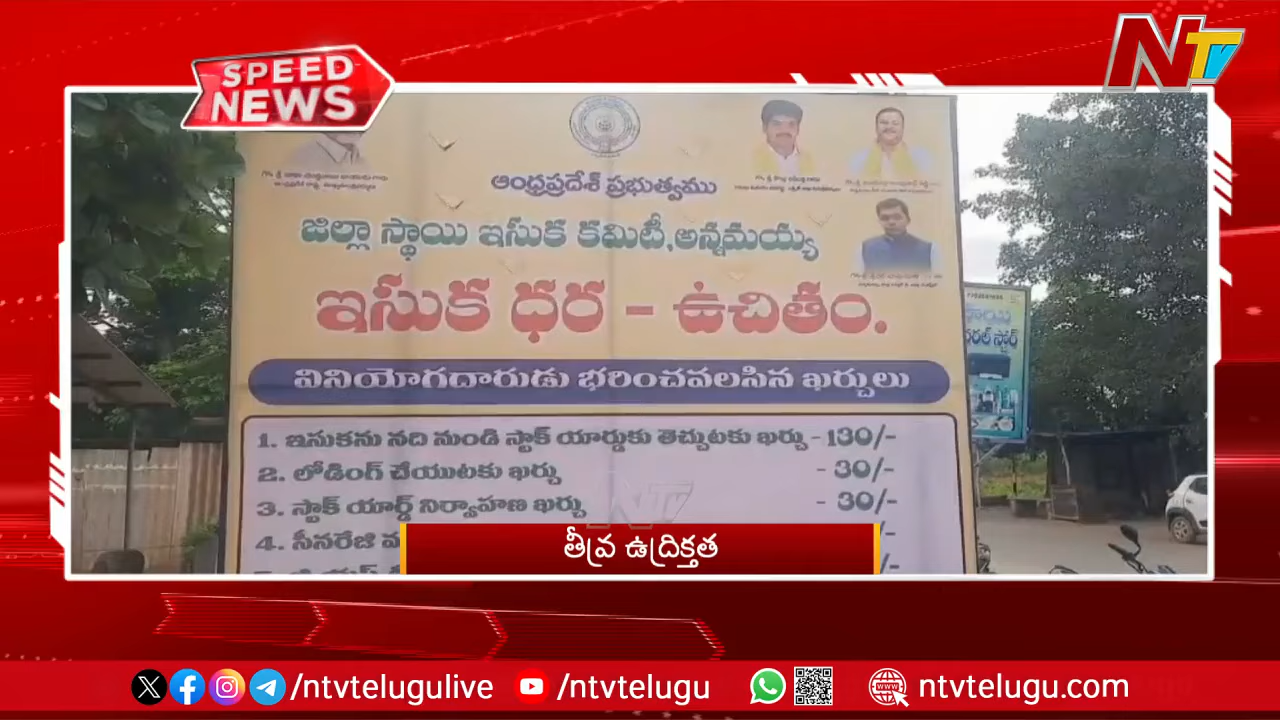 SPEED
NEWS
NTV
ఆంధ్రప్రదేశ్ ప్రభుత్వము
జిల్లా స్థాయి ఇసుక కమిటీ,అన్నమయ్య
ఇసుక ధర - ఉచితం.
వినియోగదారుడు భరించవలసిన ఖర్చులు
1. ఇసుకను నది నుండి స్టాక్ యార్డుకు తెచ్చుటకు ఖర్చు - 130/-
2. లోడింగ్ చేయుటకు ఖర్చు - 30/-
3. స్టాక్ యార్డ్ నిర్వాహణ ఖర్చు - 30/-
4. సీనరేజి
NTV
తీవ్ర ఉద్రిక్తత
/ntvtelugulive
/ntvtelugu
ntvtelugu.com